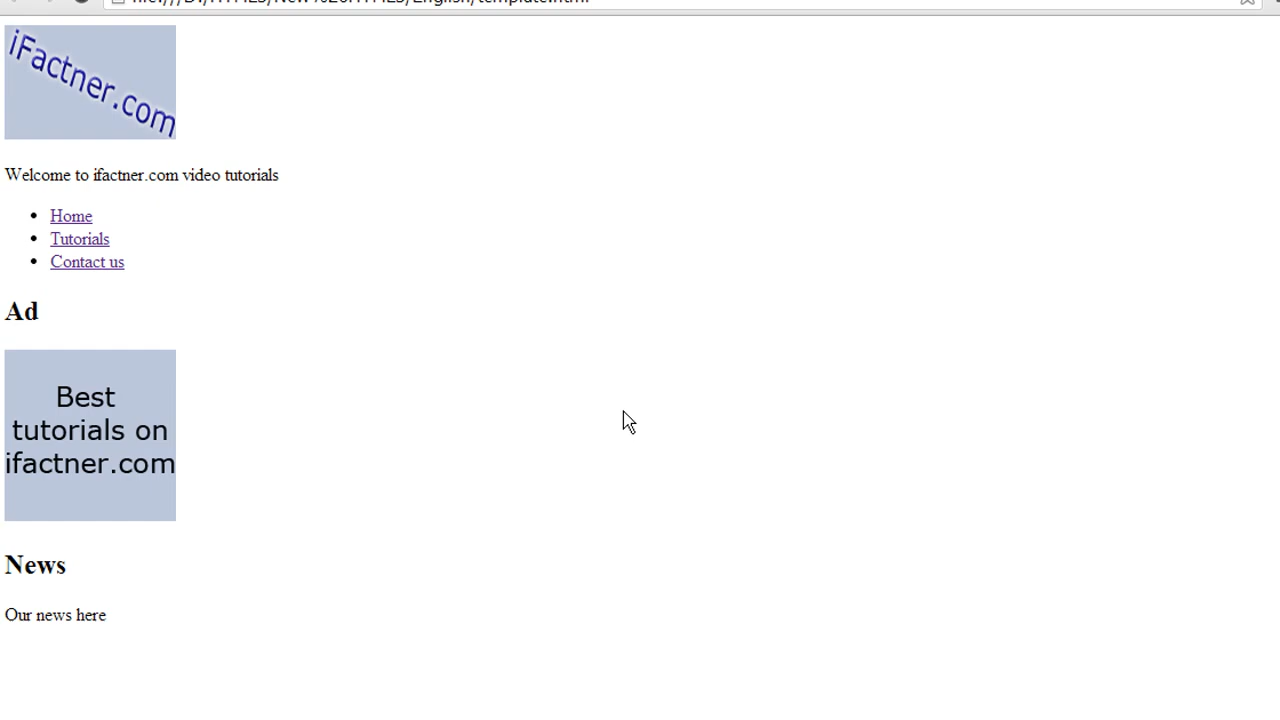 iFactner.com
Welcome to ifactner.com video tutorials
Home
Tutorials
Contact us
Ad
Best
tutorials on
ifactner.com
News
Our news here